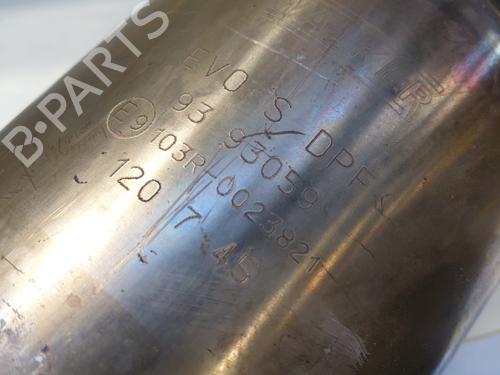 B-PARTS
EVO S DPF
93 93059
E9 103R-0023821
120 7 45